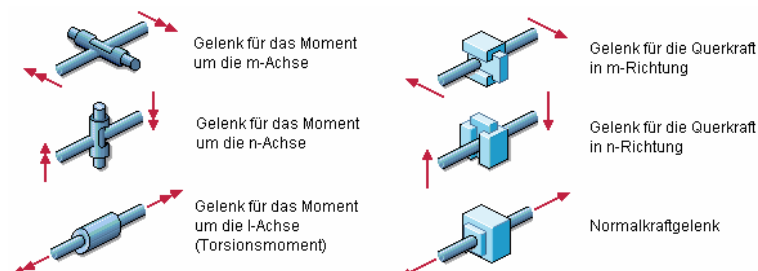 Gelenk für das Moment
um die m-Achse
Gelenk für die Querkraft
in m-Richtung
Gelenk für das Moment
um die n-Achse
Gelenk für die Querkraft
in n-Richtung
Gelenk für das Moment
um die l-Achse
(Torsionsmoment)
Normalkraftgelenk